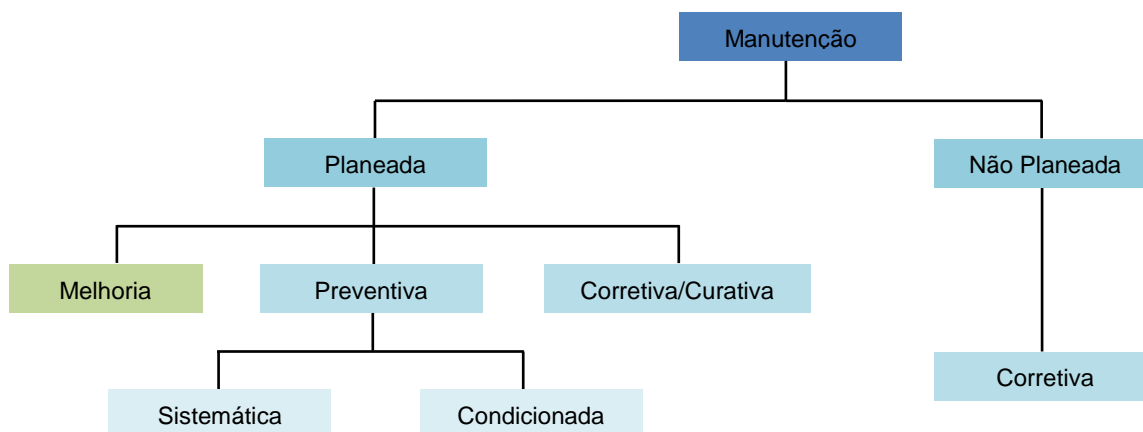 Manutenção
Planeada
Não Planeada
Melhoria
Preventiva
Corretiva/Curativa
Corretiva
Sistemática
Condicionada